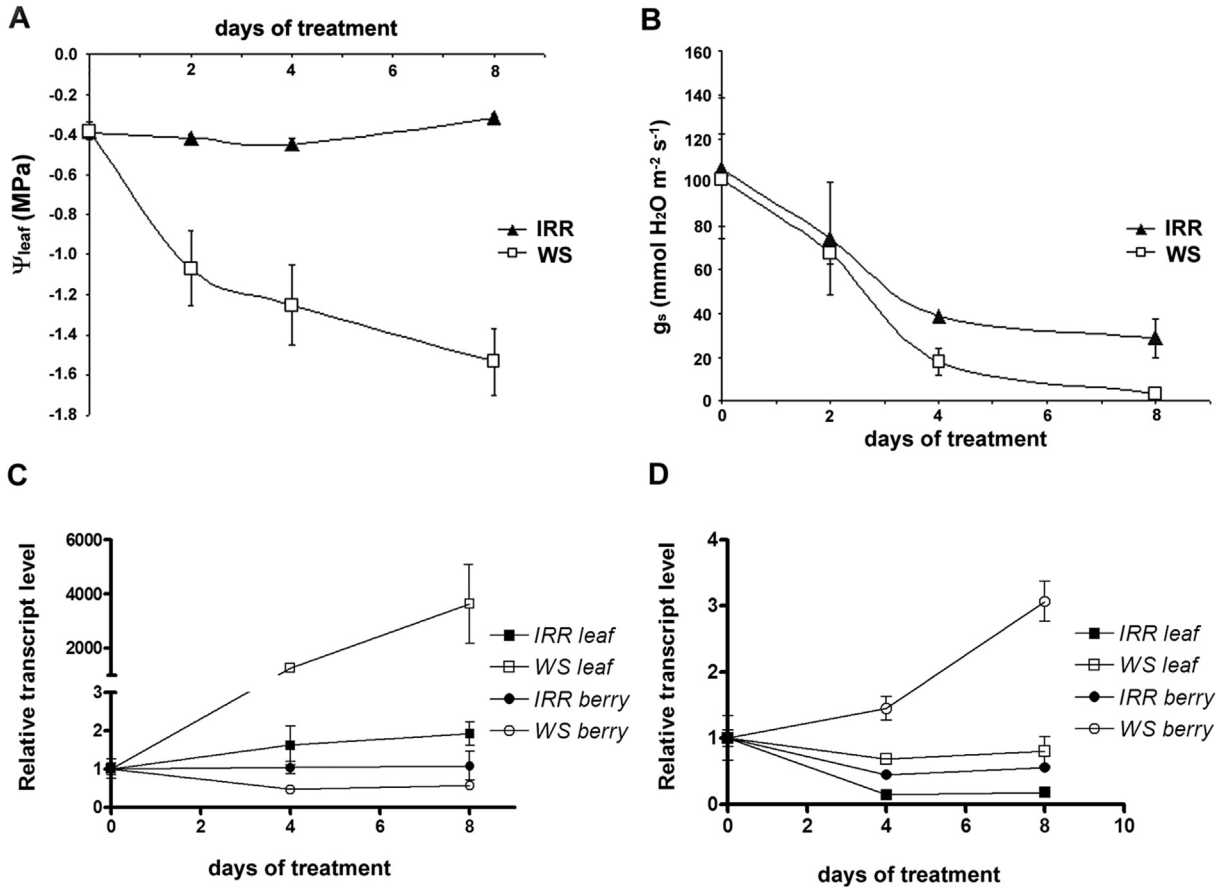 A
days of treatment
0.0
2
4
6
8
-0.2
-0.4
-0.6
-0.8
-1.0
-1.2
-1.4
-1.6
-1.8
Ψleaf (MPa)
IRR
WS
B
160
140
120
100
80
60
40
20
0
gs (mmol H2O m-2 s-1)
0
2
4
6
8
days of treatment
IRR
WS
C
6000
4000
2000
3
2
1
0
Relative transcript level
0
2
4
6
8
days of treatment
IRR leaf
WS leaf
IRR berry
WS berry
D
4
3
2
1
0
Relative transcript level
0
2
4
6
8
10
days of treatment
IRR leaf
WS leaf
IRR berry
WS berry